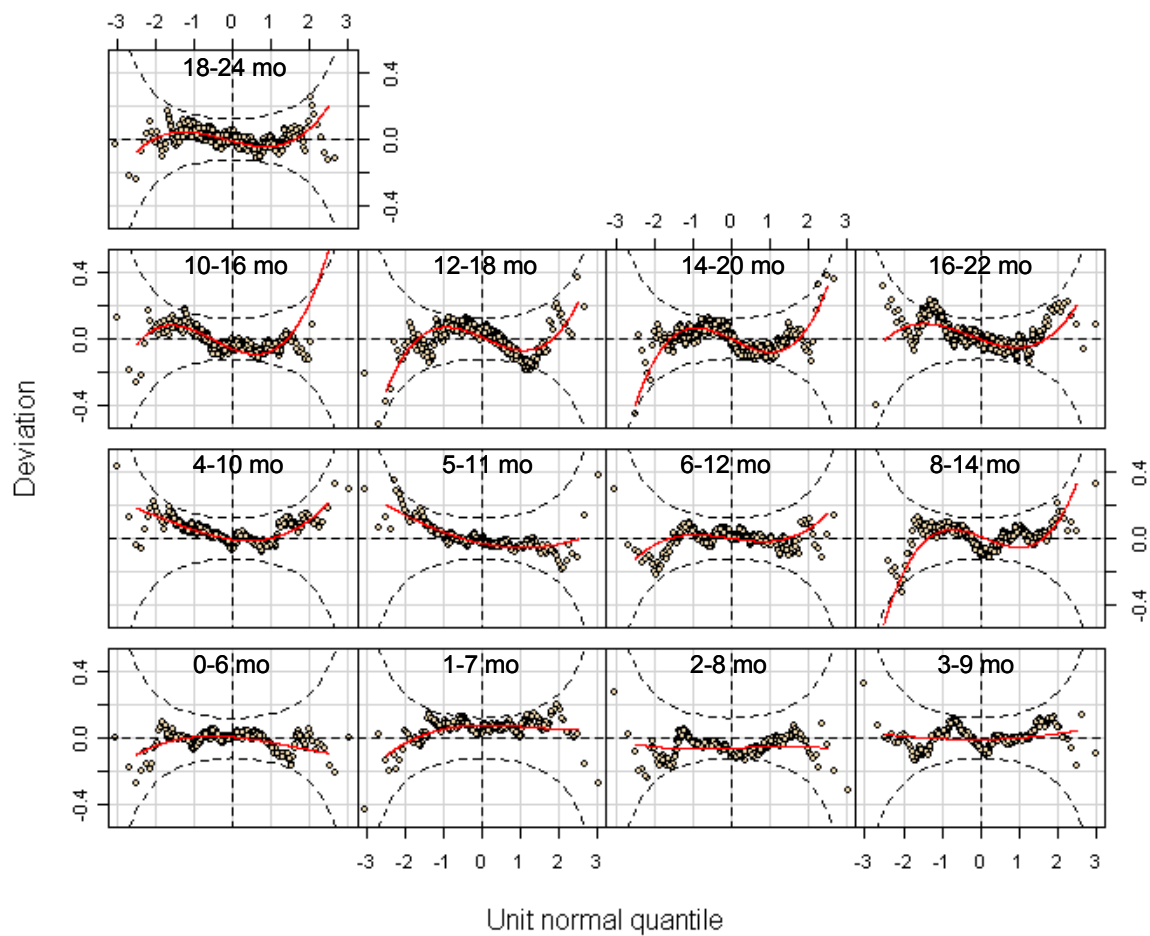 -3 -2 -1 0 1 2 3
18-24 mo
0.4
0.0
-0.4
-3 -2 -1 0 1 2 3
10-16 mo 12-18 mo 14-20 mo 16-22 mo
0.4
0.0
-0.4
4-10 mo 5-11 mo 6-12 mo 8-14 mo
0.4
0.0
-0.4
0-6 mo 1-7 mo 2-8 mo 3-9 mo
0.4
0.0
-0.4
-3 -2 -1 0 1 2 3 -3 -2 -1 0 1 2 3
Deviation
Unit normal quantile